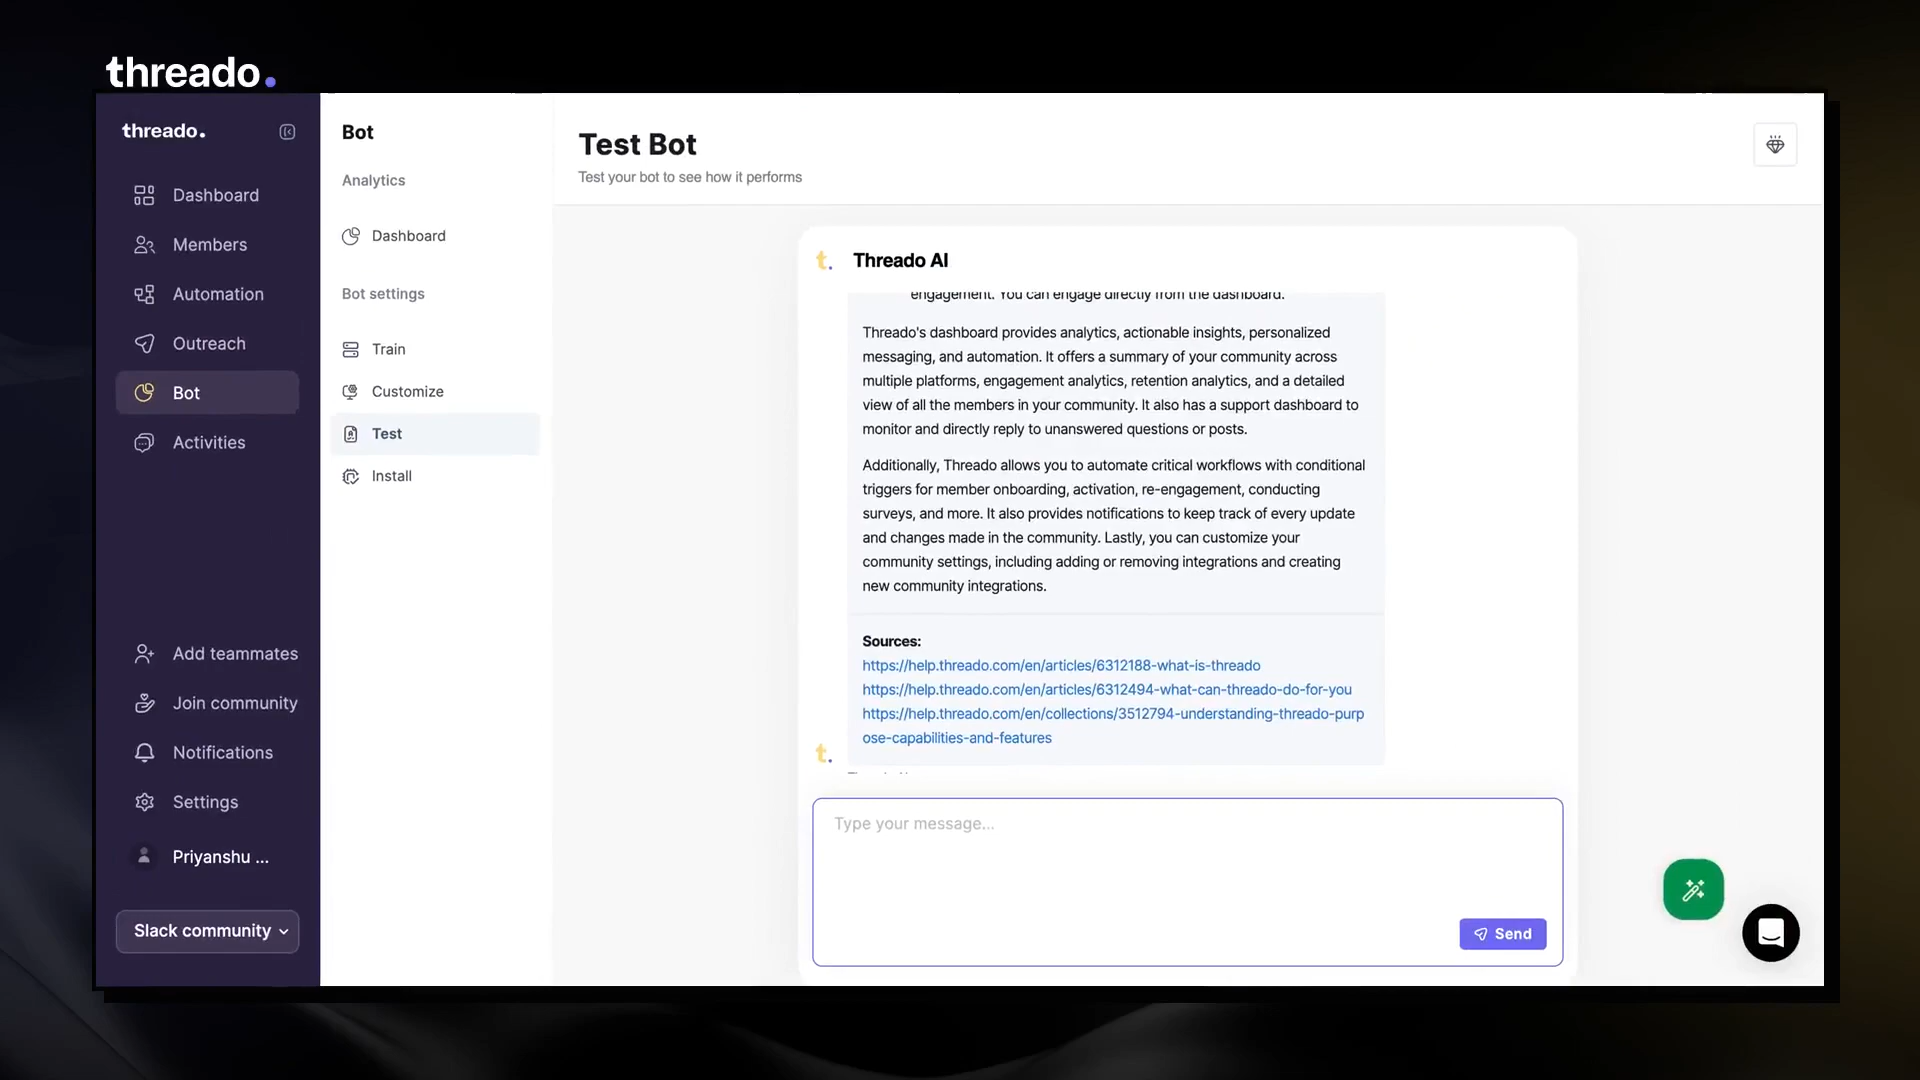 threado.
threado.
Dashboard
Members
Automation
Outreach
Bot
Activities
Add teammates
Join community
Notifications
Settings
Priyanshu ...
Slack community
Bot
Analytics
Dashboard
Bot settings
Train
Customize
Test
Install
Test Bot
Test your bot to see how it performs
t.
Threado AI
engagement. You can engage directly from the dashboard.
Threado's dashboard provides analytics, actionable insights, personalized
messaging, and automation. It offers a summary of your community across
multiple platforms, engagement analytics, retention analytics, and a detailed
view of all the members in your community. It also has a support dashboard to
monitor and directly reply to unanswered questions or posts.
Additionally, Threado allows you to automate critical workflows with conditional
triggers for member onboarding, activation, re-engagement, conducting
surveys, and more. It also provides notifications to keep track of every update
and changes made in the community. Lastly, you can customize your
community settings, including adding or removing integrations and creating
new community integrations.
Sources:
https://help.threado.com/en/articles/6312188-what-is-threado
https://help.threado.com/en/articles/6312494-what-can-threado-do-for-you
https://help.threado.com/en/collections/3512794-understanding-threado-purp
ose-capabilities-and-features
t.
Type your message...
Send